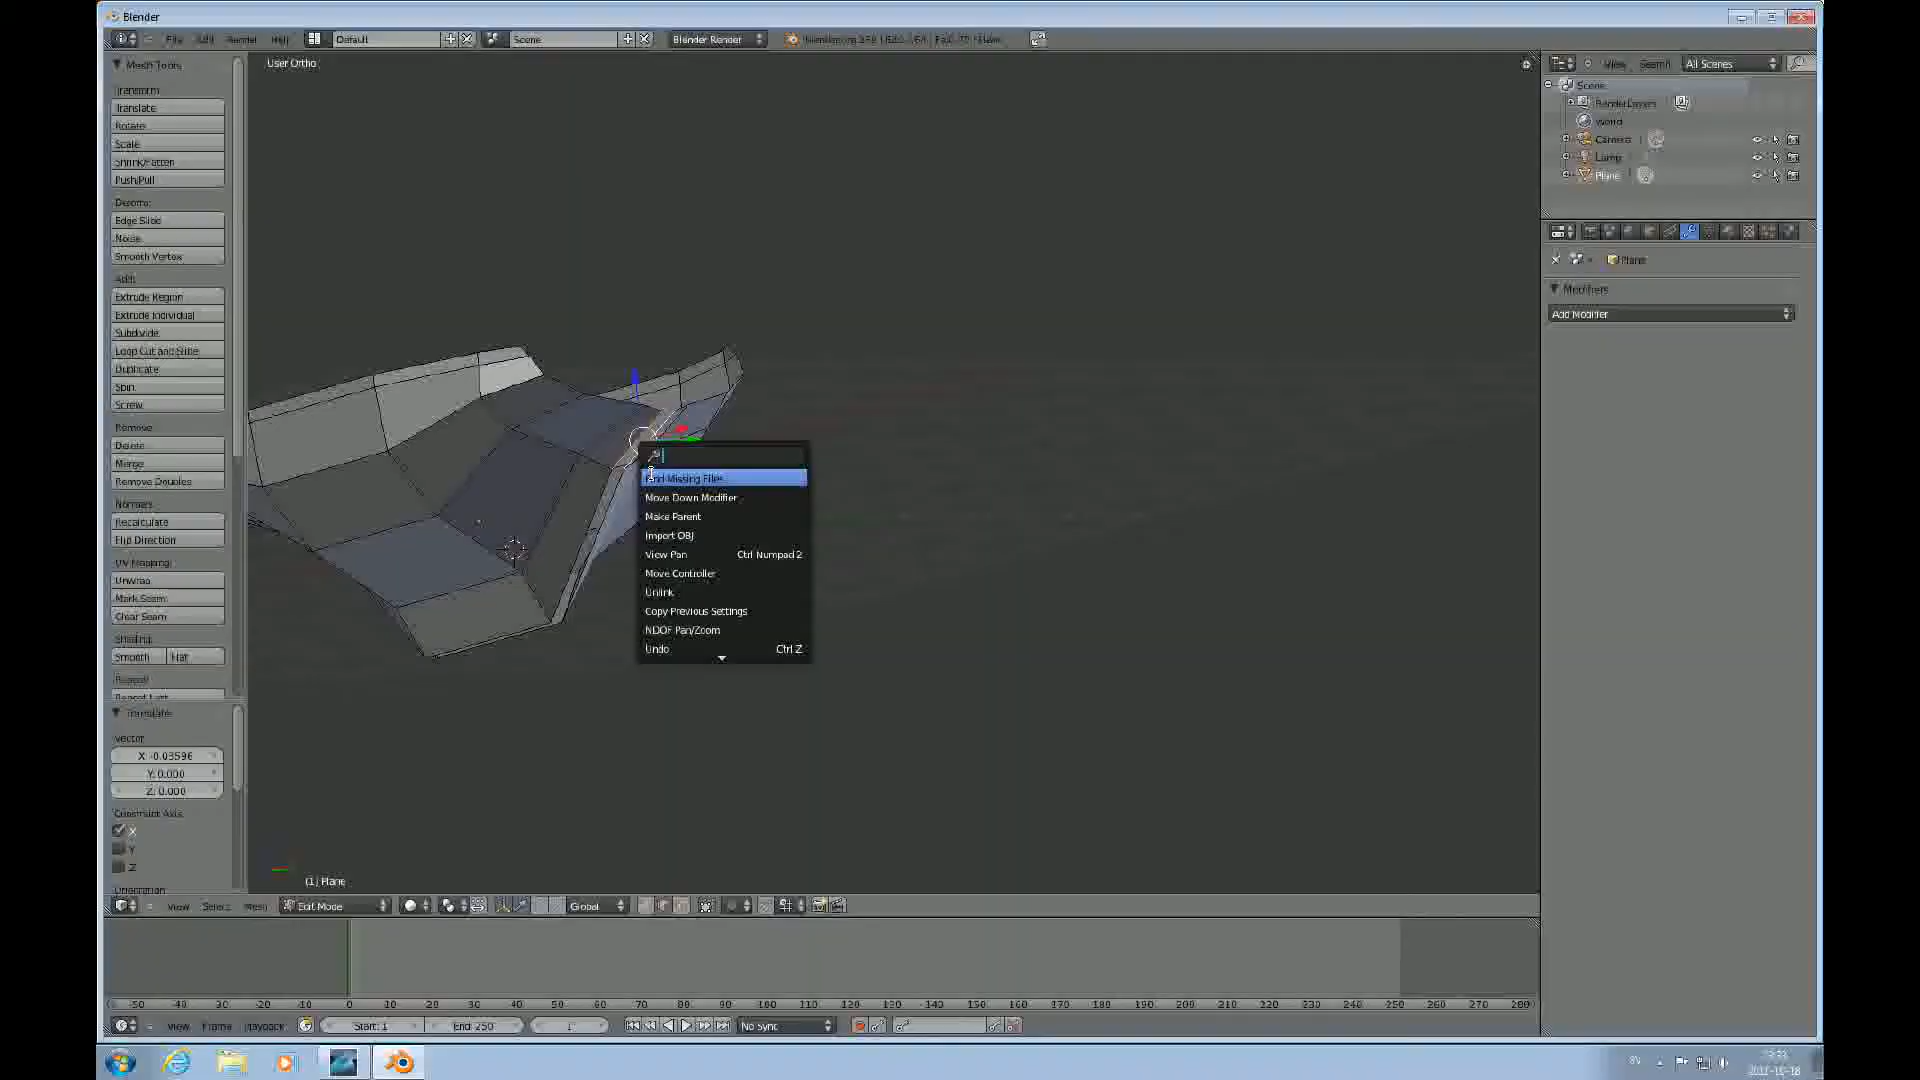 Blender
File Add Render Help Default Scene Blender Render
Mesh Tools
User Ortho
View Search All Scenes
Transform:
Translate
Rotate
Scale
Shrink/Fatten
Push/Pull
Deform:
Edge Slide
Noise
Smooth Vertex
Add:
Extrude Region
Extrude Individual
Subdivide
Loop Cut and Slide
Duplicate
Spin
Screw
Remove:
Delete
Merge
Remove Doubles
Normals:
Recalculate
Flip Direction
UV Mapping:
Unwrap
Mark Seam
Clear Seam
Shading:
Smooth Flat
Repeat:
Repeat Last
Translate
Vector
X: -0.03596
Y: 0.000
Z: 0.000
Constraint Axis
X
Y
Z
Orientation
Find Missing Files
Move Down Modifier
Make Parent
Import OBJ
View Pan Ctrl Numpad 2
Move Controller
Unlink
Copy Previous Settings
NDOF Pan/Zoom
Undo Ctrl Z
Scene
RenderLayers
World
Camera
Lamp
Plane
Plane
Modifiers
Add Modifier
(1) Plane
View Select Mesh Edit Mode Global
-50 -40 -30 -20 -10 0 10 20 30 40 50 60 70 80 90 100 110 120 130 140 150 160 170 180 190 200 210 220 230 240 250 260 270 280
View Frame Playback Start: 1 End: 250 1 No Sync
2011-10-18